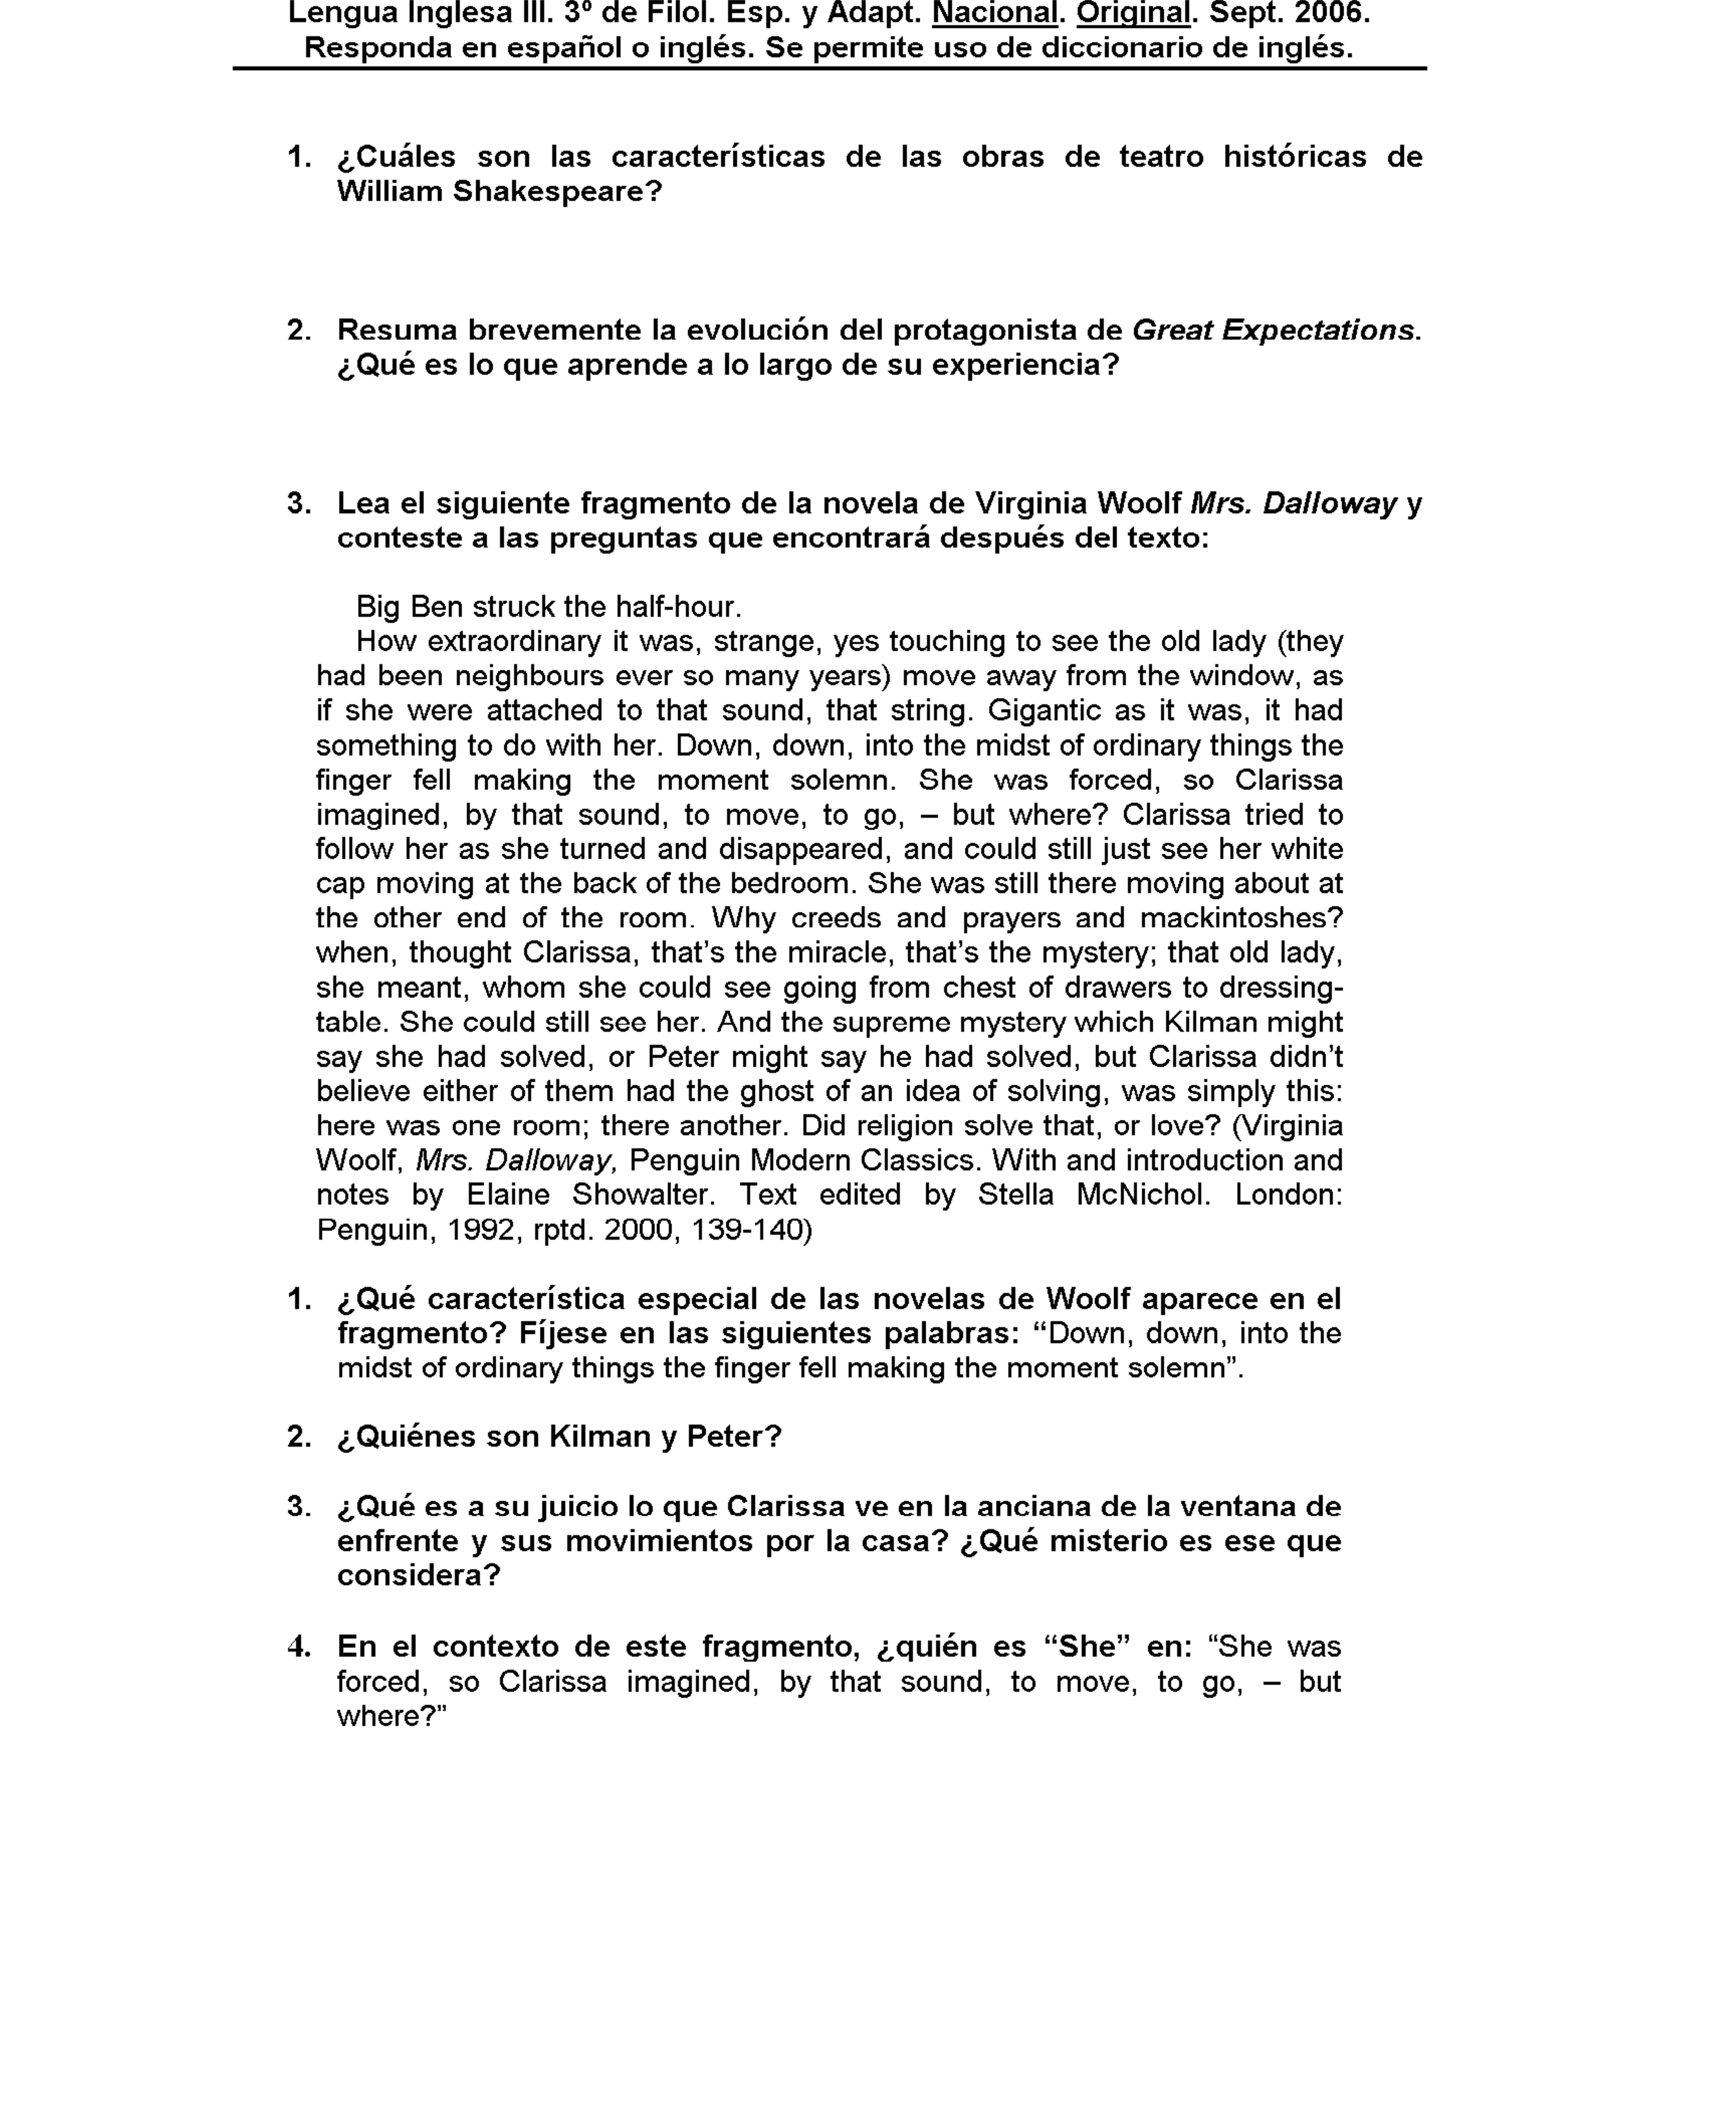 Lengua Inglesa III. 3º de Filol. Esp. y Adapt. Nacional. Original. Sept. 2006.
Responda en español o inglés. Se permite uso de diccionario de inglés.
1. ¿Cuáles son las características de las obras de teatro históricas de
William Shakespeare?
2. Resuma brevemente la evolución del protagonista de Great Expectations.
¿Qué es lo que aprende a lo largo de su experiencia?
3. Lea el siguiente fragmento de la novela de Virginia Woolf Mrs. Dalloway y
conteste a las preguntas que encontrará después del texto:
Big Ben struck the half-hour.
How extraordinary it was, strange, yes touching to see the old lady (they
had been neighbours ever so many years) move away from the window, as
if she were attached to that sound, that string. Gigantic as it was, it had
something to do with her. Down, down, into the midst of ordinary things the
finger fell making the moment solemn. She was forced, so Clarissa
imagined, by that sound, to move, to go, – but where? Clarissa tried to
follow her as she turned and disappeared, and could still just see her white
cap moving at the back of the bedroom. She was still there moving about at
the other end of the room. Why creeds and prayers and mackintoshes?
when, thought Clarissa, that’s the miracle, that’s the mystery; that old lady,
she meant, whom she could see going from chest of drawers to dressing-
table. She could still see her. And the supreme mystery which Kilman might
say she had solved, or Peter might say he had solved, but Clarissa didn’t
believe either of them had the ghost of an idea of solving, was simply this:
here was one room; there another. Did religion solve that, or love? (Virginia
Woolf, Mrs. Dalloway, Penguin Modern Classics. With and introduction and
notes by Elaine Showalter. Text edited by Stella McNichol. London:
Penguin, 1992, rptd. 2000, 139-140)
1. ¿Qué característica especial de las novelas de Woolf aparece en el
fragmento? Fíjese en las siguientes palabras: “Down, down, into the
midst of ordinary things the finger fell making the moment solemn”.
2. ¿Quiénes son Kilman y Peter?
3. ¿Qué es a su juicio lo que Clarissa ve en la anciana de la ventana de
enfrente y sus movimientos por la casa? ¿Qué misterio es ese que
considera?
4. En el contexto de este fragmento, ¿quién es “She” en: “She was
forced, so Clarissa imagined, by that sound, to move, to go, – but
where?”